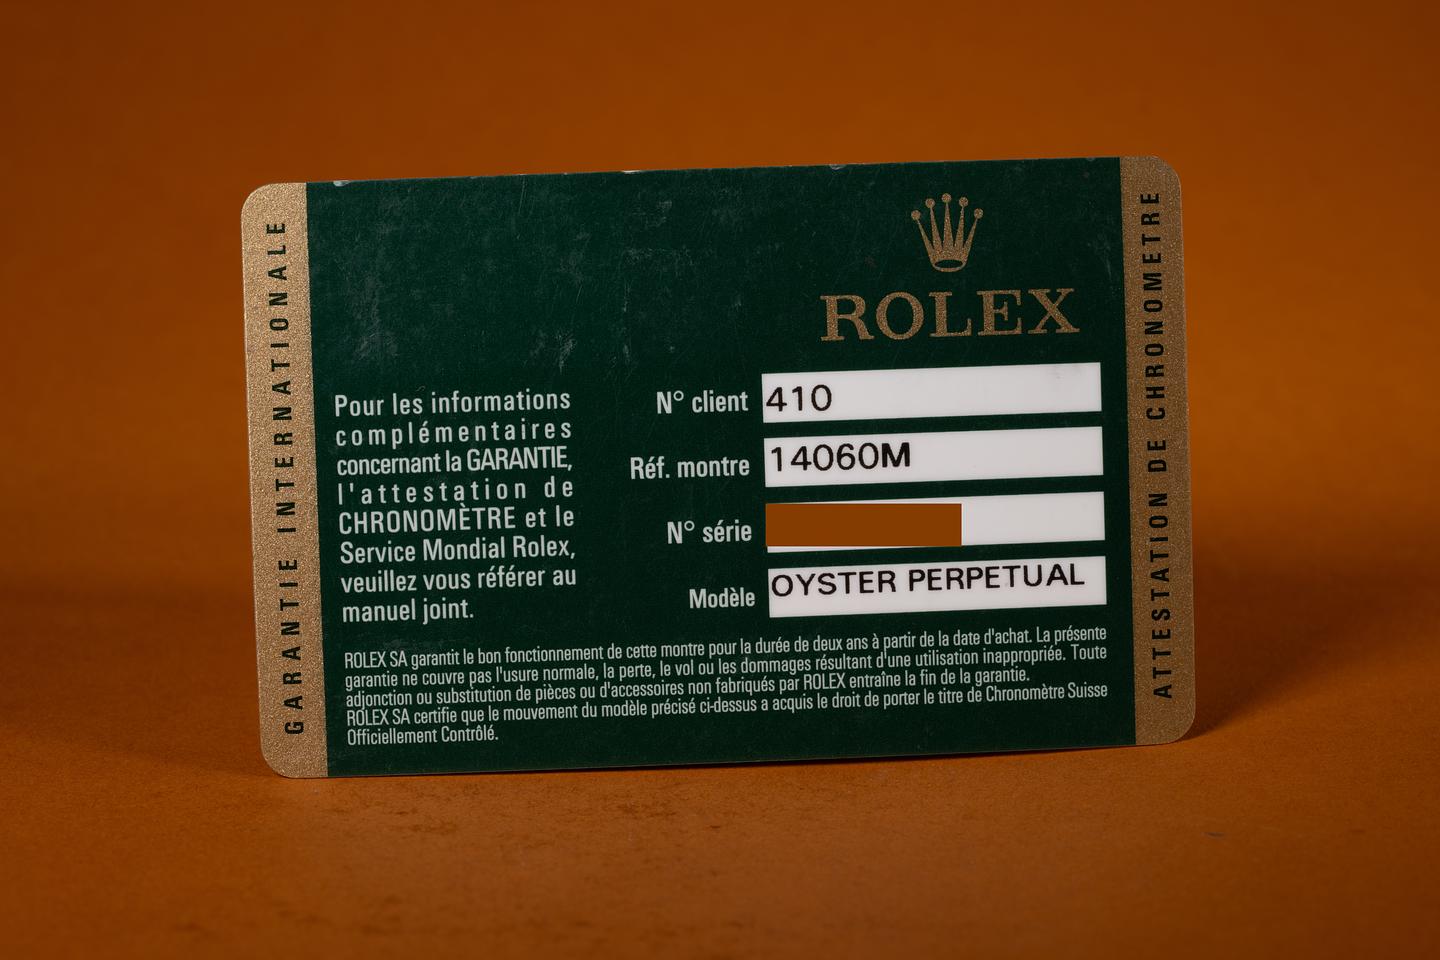 GARANTIE INTERNATIONALE
ROLEX
Pour les informations
complémentaires
concernant la GARANTIE,
l'attestation de
CHRONOMÈTRE et le
Service Mondial Rolex,
veuillez vous référer au
manuel joint.
N° client 410
Réf. montre 14060M
N° série
Modèle OYSTER PERPETUAL
ROLEX SA garantit le bon fonctionnement de cette montre pour la durée de deux ans à partir de la date d'achat. La présente
garantie ne couvre pas l'usure normale, la perte, le vol ou les dommages résultant d'une utilisation inappropriée. Toute
adjonction ou substitution de pièces ou d'accessoires non fabriqués par ROLEX entraîne la fin de la garantie.
ROLEX SA certifie que le mouvement du modèle précisé ci-dessus a acquis le droit de porter le titre de Chronomètre Suisse
Officiellement Contrôlé.
ATTESTATION DE CHRONOMETRE